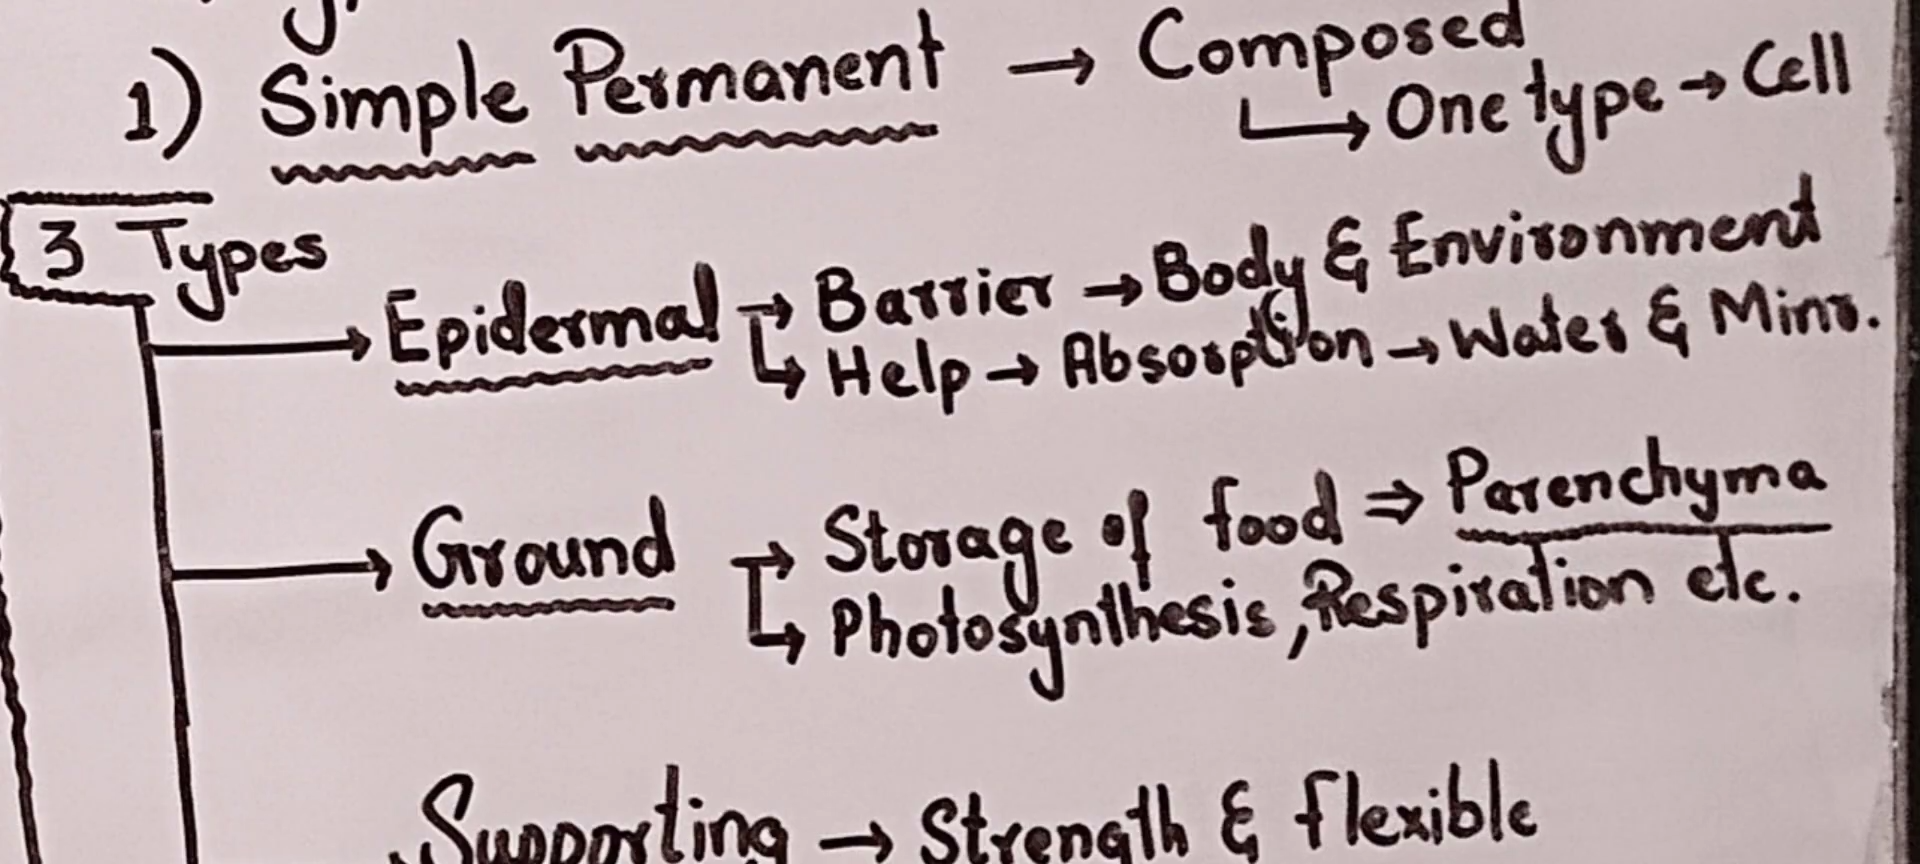 1) Simple Permanent → Composed
↳ One type → Cell
3 Types
→ Epidermal → Barrier → Body & Environment
↳ Help → Absorption → Water & Minr.
→ Ground → Storage of food ⇒ Parenchyma
↳ Photosynthesis, Respiration etc.
Supporting → Strength & flexible